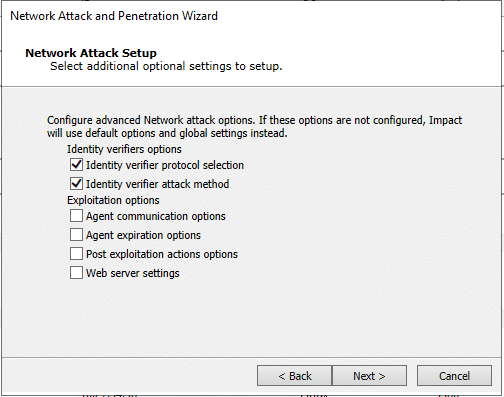 Network Attack and Penetration Wizard
Network Attack Setup
Select additional optional settings to setup.
Configure advanced Network attack options. If these options are not configured, Impact
will use default options and global settings instead.
Identity verifiers options
Identity verifier protocol selection
Identity verifier attack method
Exploitation options
Agent communication options
Agent expiration options
Post exploitation actions options
Web server settings
< Back
Next >
Cancel